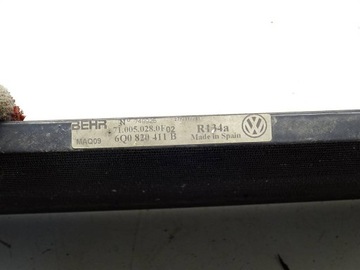 BEHR N
1.005.028.01 02
R134a
MAQ09 6Q0 820 411 B
Made in Spain